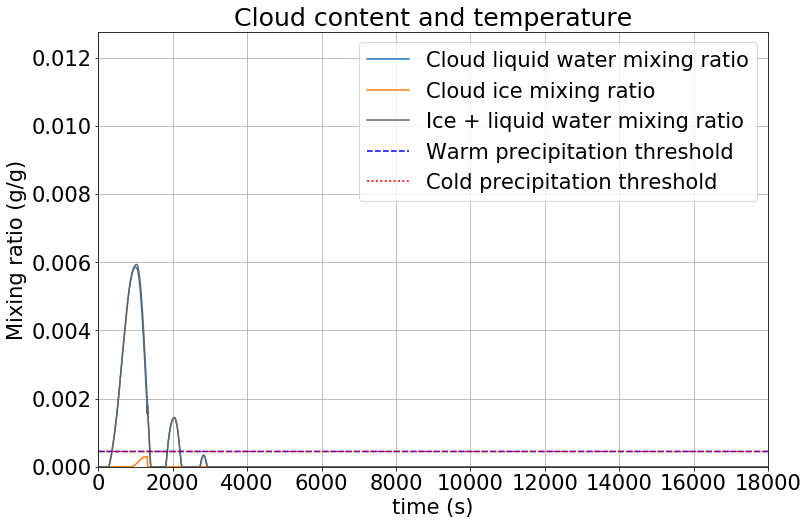 Cloud content and temperature
Cloud liquid water mixing ratio
Cloud ice mixing ratio
Ice + liquid water mixing ratio
Warm precipitation threshold
Cold precipitation threshold
Mixing ratio (g/g)
0.012
0.010
0.008
0.006
0.004
0.002
0.000
0 2000 4000 6000 8000 10000 12000 14000 16000 18000
time (s)